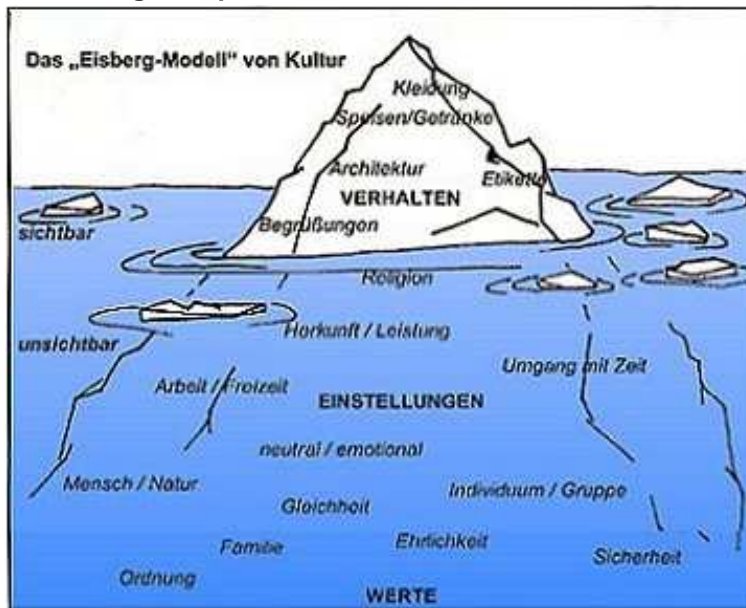 Das „Eisberg-Modell“ von Kultur
Kleidung
Speisen/Getränke
Architektur
Etikette
VERHALTEN
Begrüßungen
sichtbar
Religion
unsichtbar
Herkunft / Leistung
Umgang mit Zeit
Arbeit / Freizeit
EINSTELLUNGEN
neutral / emotional
Mensch / Natur
Individuum / Gruppe
Gleichheit
Familie
Ehrlichkeit
Sicherheit
Ordnung
WERTE